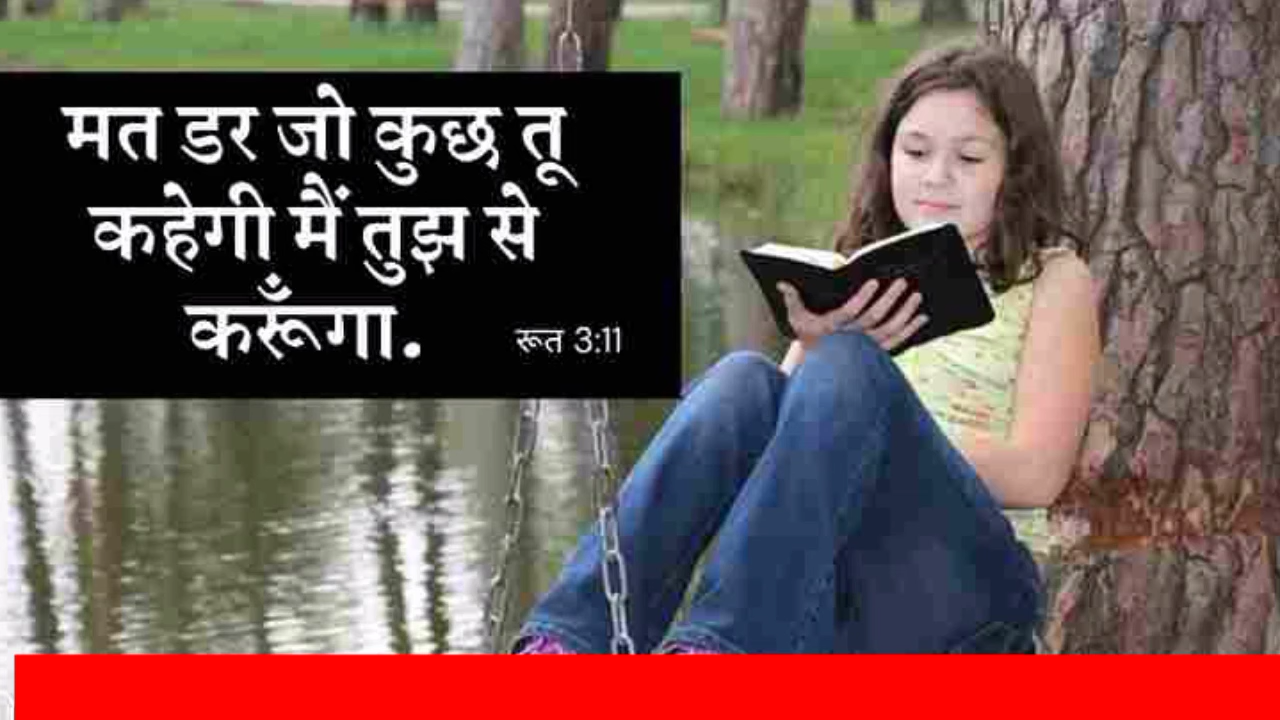 मत डर जो कुछ तू
कहेगी मैं तुझ से
करूँगा.
रूत 3:11